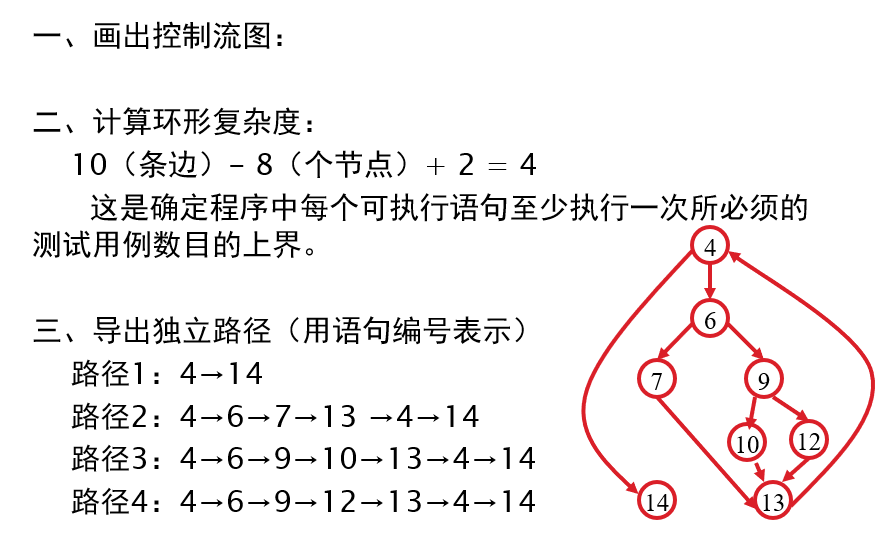 一、画出控制流图：
二、计算环形复杂度：
10（条边）– 8（个节点）+ 2 = 4
这是确定程序中每个可执行语句至少执行一次所必须的
测试用例数目的上界。
三、导出独立路径（用语句编号表示）
路径1：4→14
路径2：4→6→7→13 →4→14
路径3：4→6→9→10→13→4→14
路径4：4→6→9→12→13→4→14
4
6
7
9
10
12
14
13